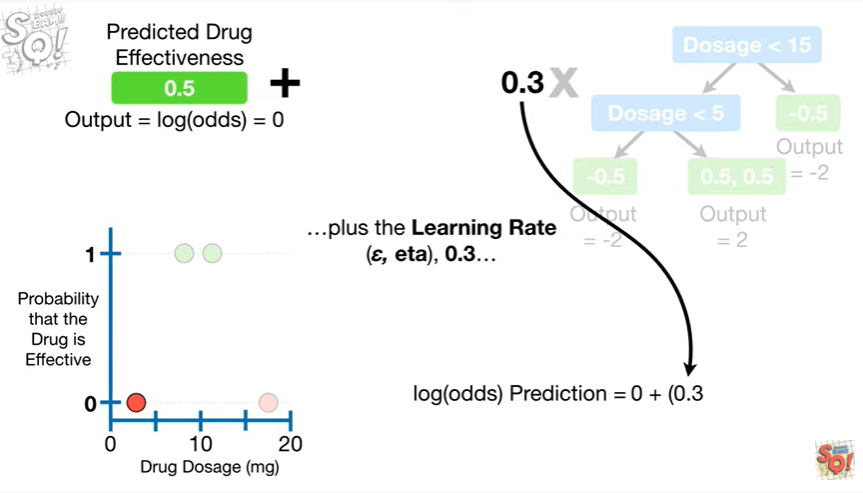 Predicted Drug
Effectiveness
0.5
+
Output = log(odds) = 0
0.3 X
Dosage < 15
Dosage < 5
-0.5
Output
= -2
-0.5
0.5, 0.5
Output
= -2
Output
= 2
…plus the Learning Rate
(ε, eta), 0.3…
log(odds) Prediction = 0 + (0.3
1
Probability
that the
Drug is
Effective
0
0
10
20
Drug Dosage (mg)
SQ!